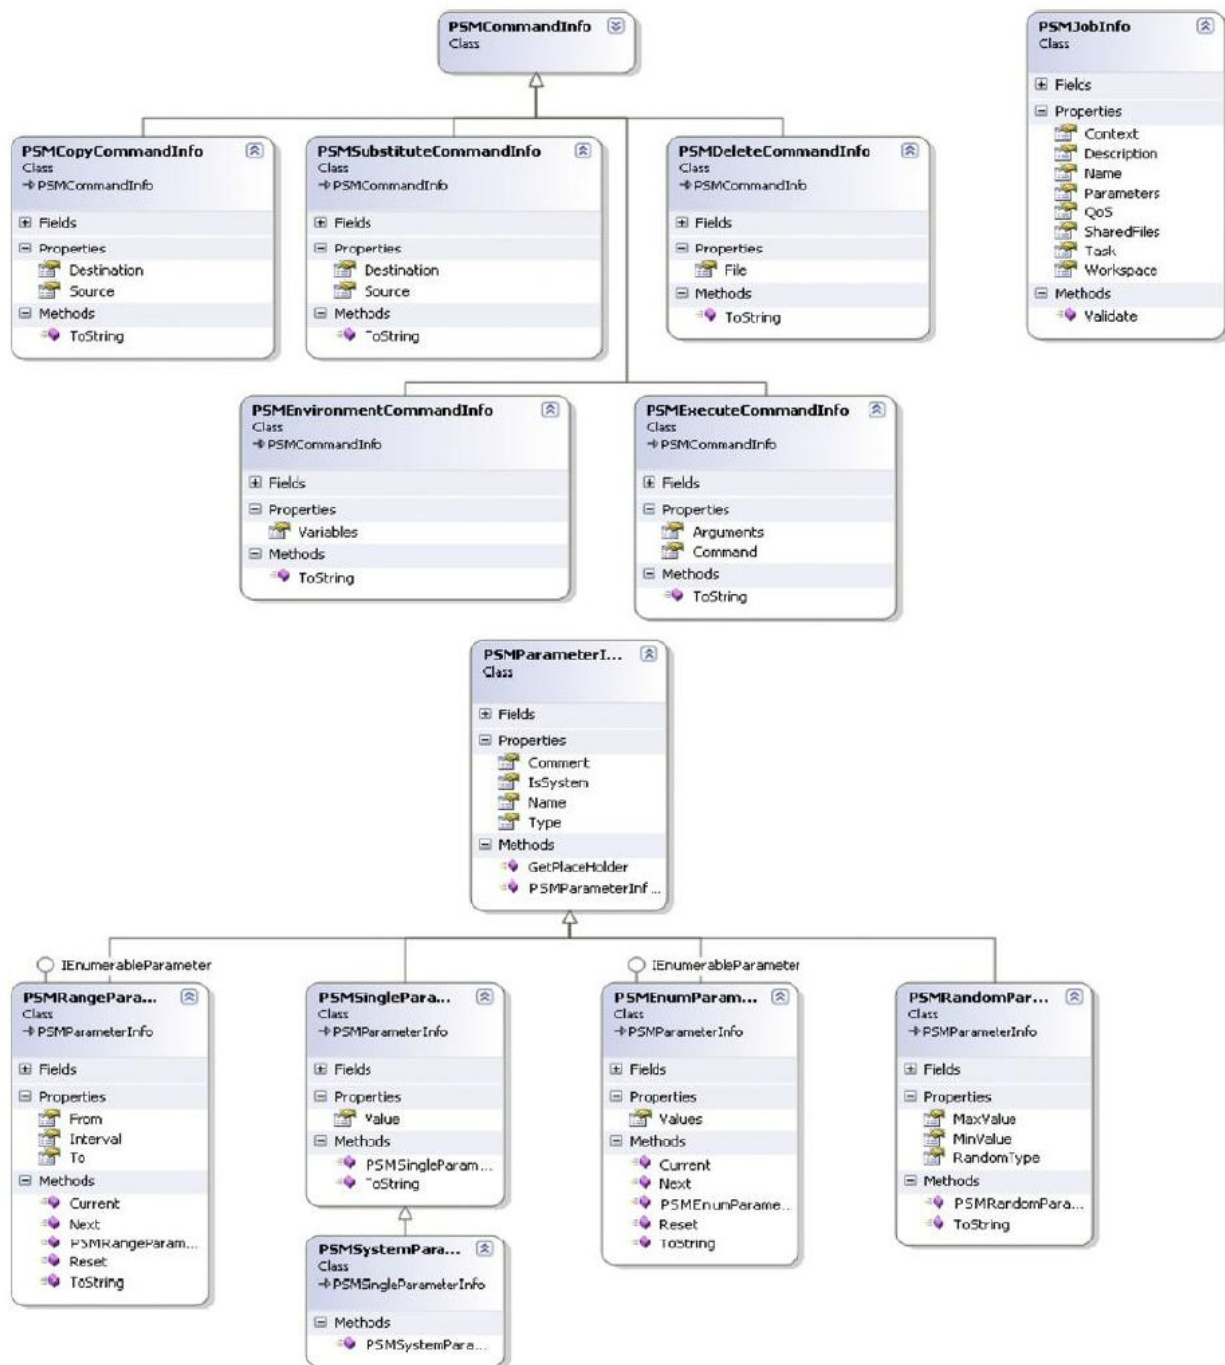 PSMCommandInfo
Class
PSMJobInfo
Class
Fields
Properties
Context
Description
Name
Parameters
QoS
SharedFiles
Task
Workspace
Methods
Validate
PSMCopyCommandInfo
Class
PSMCommandInfo
Fields
Properties
Destination
Source
Methods
ToString
PSMSubstituteCommandInfo
Class
PSMCommandInfo
Fields
Properties
Destination
Source
Methods
ToString
PSMDeleteCommandInfo
Class
PSMCommandInfo
Fields
Properties
File
Methods
ToString
PSMEnvironmentCommandInfo
Class
PSMCommandInfo
Fields
Properties
Variables
Methods
ToString
PSMExecuteCommandInfo
Class
PSMCommandInfo
Fields
Properties
Arguments
Command
Methods
ToString
PSMParameterI...
Class
Fields
Properties
Comment
IsSystem
Name
Type
Methods
GetPlaceHolder
PSMParameterInf...
IEnumerableParameter
PSMRangePara...
Class
PSMParameterInfo
Fields
Properties
From
Interval
To
Methods
Current
Next
PSMRangeParam...
Reset
ToString
PSMSinglePara...
Class
PSMParameterInfo
Fields
Properties
Value
Methods
PSMSingleParam...
ToString
PSMSystemPara...
Class
PSMSingleParameterInfo
Methods
PSMSystemPara...
IEnumerableParameter
PSMEnumParam...
Class
PSMParameterInfo
Fields
Properties
Values
Methods
Current
Next
PSMEnumParame...
Reset
ToString
PSMRandomPar...
Class
PSMParameterInfo
Fields
Properties
MaxValue
MinValue
RandomType
Methods
PSMRandomPara...
ToString